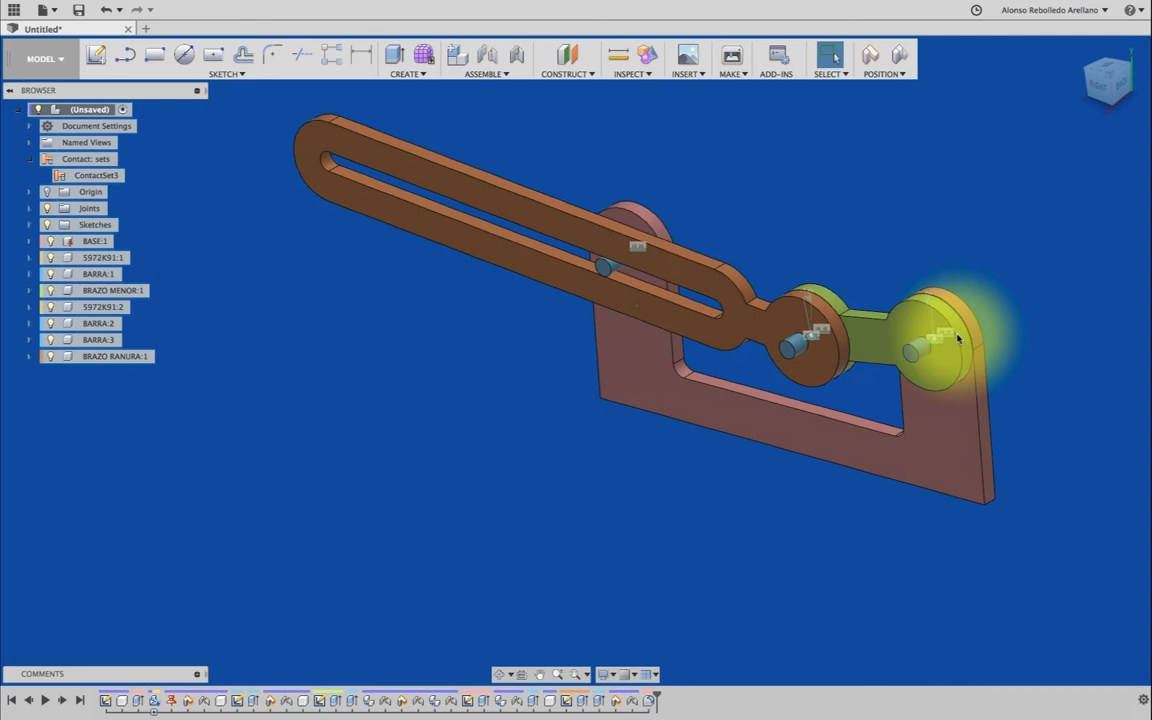 Alonso Rebolledo Arellano
Untitled*
MODEL
SKETCH
CREATE
ASSEMBLE
CONSTRUCT
INSPECT
INSERT
MAKE
ADD-INS
SELECT
POSITION
BROWSER
(Unsaved)
Document Settings
Named Views
Contact: sets
ContactSet3
Origin
Joints
Sketches
BASE:1
5972K91:1
BARRA:1
BRAZO MENOR:1
5972K91:2
BARRA:2
BARRA:3
BRAZO RANURA:1
RIGHT
BACK
COMMENTS